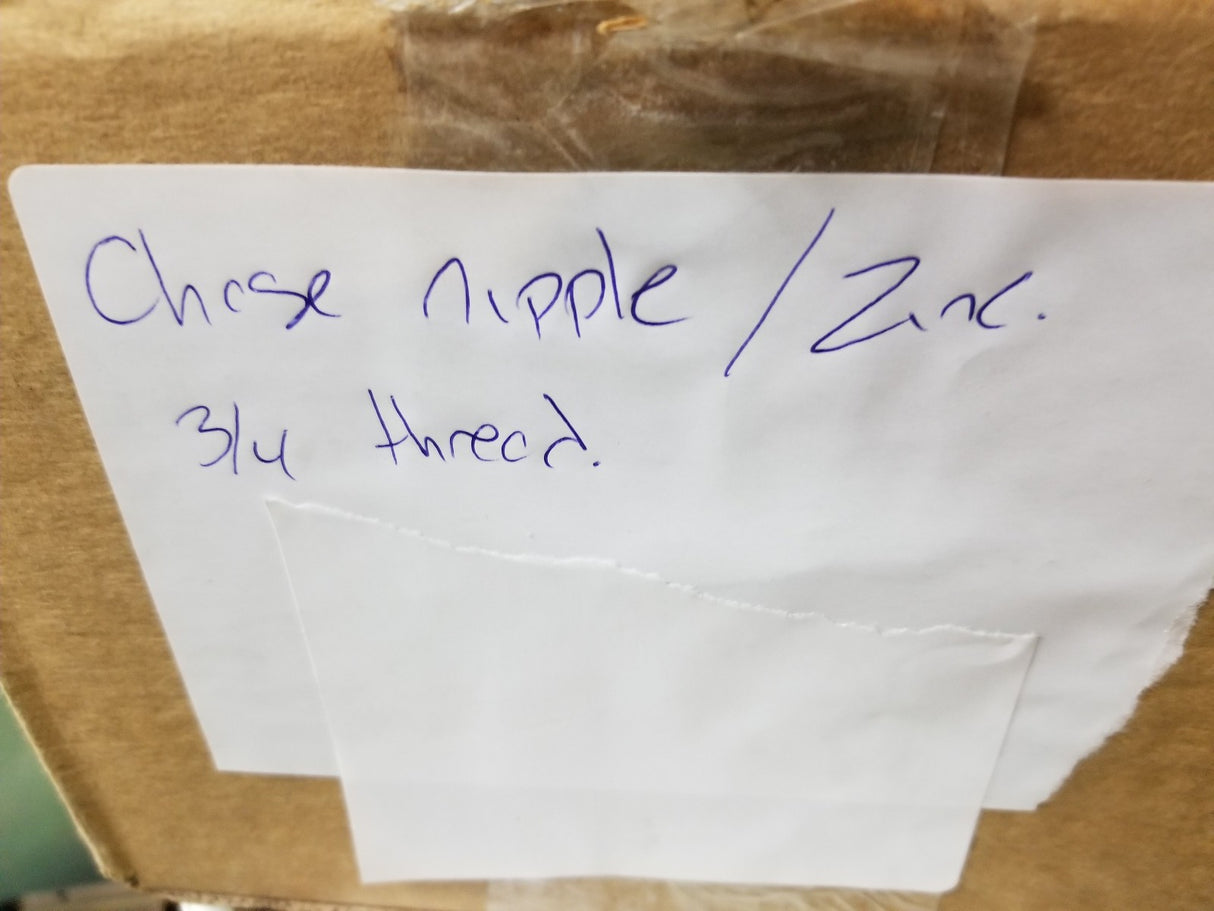 Chase nipple / Zinc.
3/4 thread.